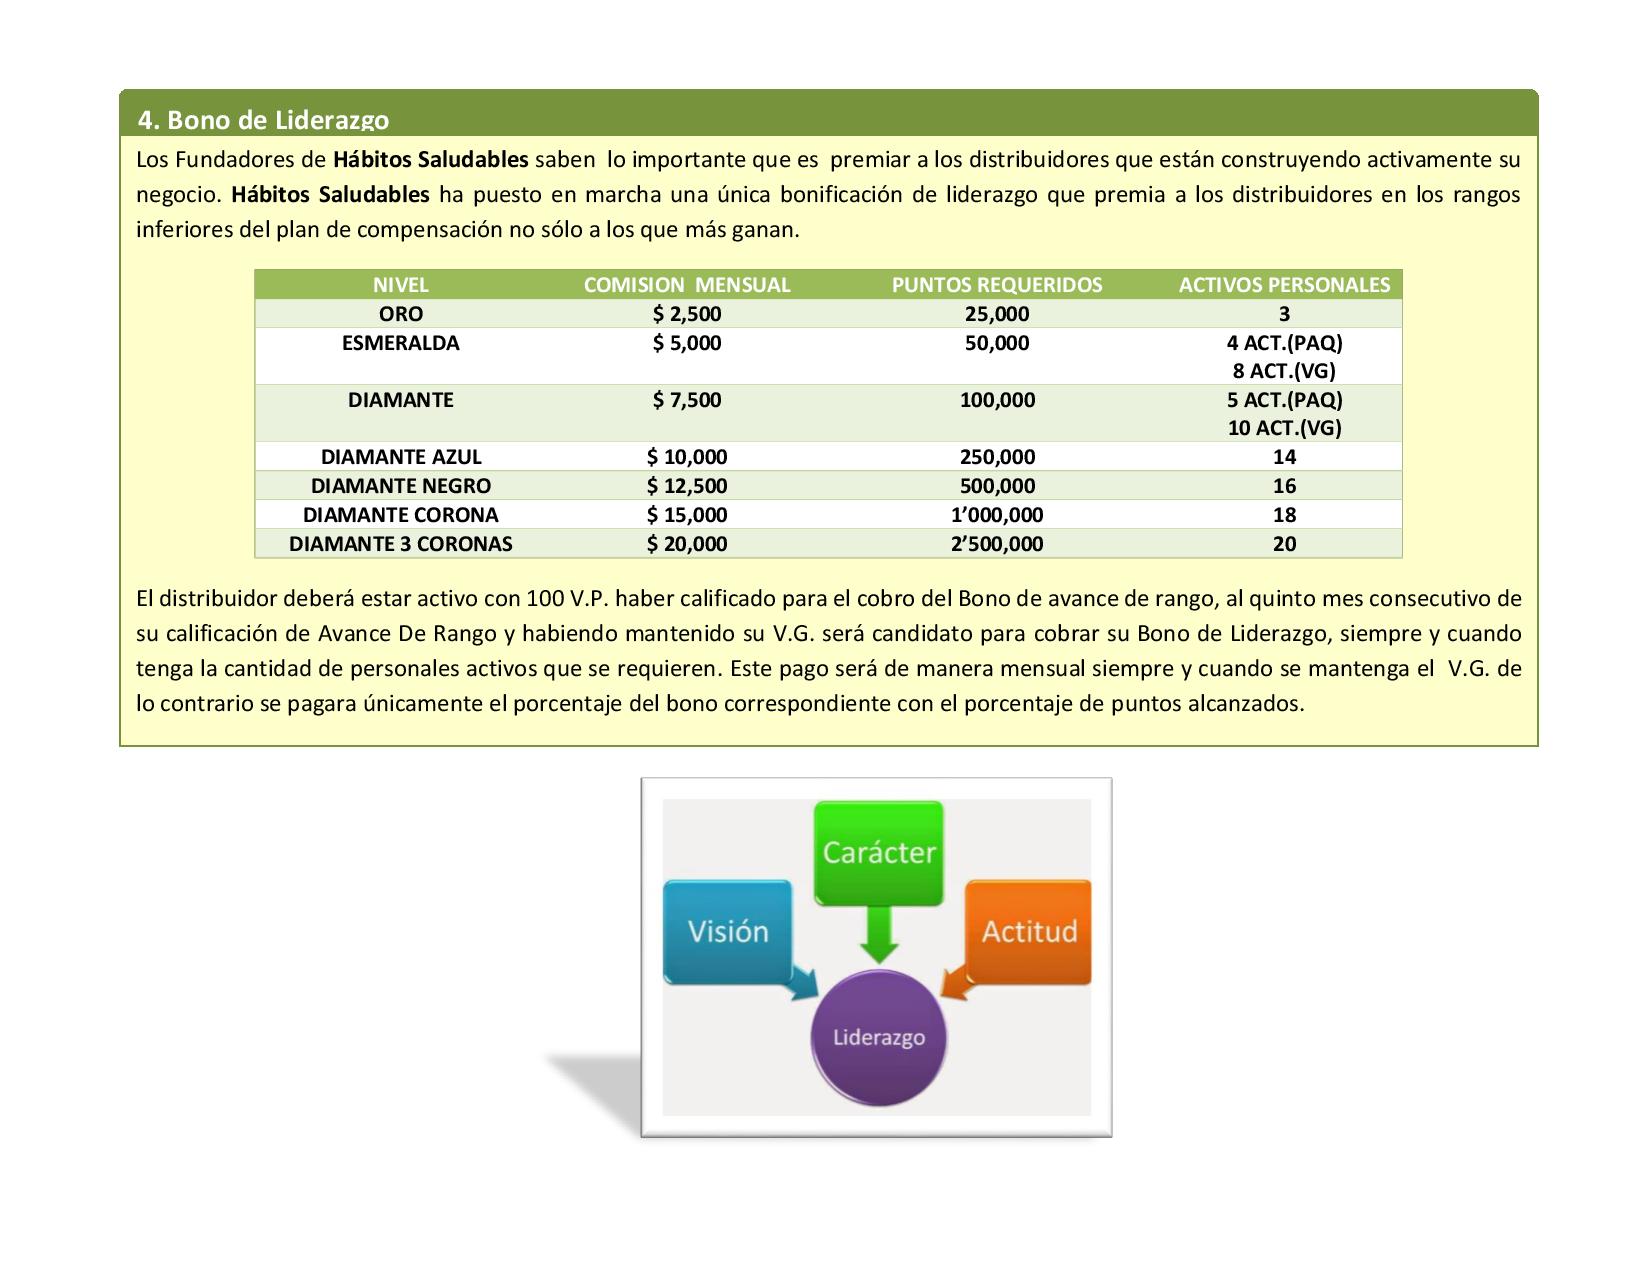 4. Bono de Liderazgo
Los Fundadores de Hábitos Saludables saben lo importante que es premiar a los distribuidores que están construyendo activamente su
negocio. Hábitos Saludables ha puesto en marcha una única bonificación de liderazgo que premia a los distribuidores en los rangos
inferiores del plan de compensación no sólo a los que más ganan.
NIVEL COMISION MENSUAL PUNTOS REQUERIDOS ACTIVOS PERSONALES
ORO $ 2,500 25,000 3
ESMERALDA $ 5,000 50,000 4 ACT.(PAQ)
8 ACT.(VG)
DIAMANTE $ 7,500 100,000 5 ACT.(PAQ)
10 ACT.(VG)
DIAMANTE AZUL $ 10,000 250,000 14
DIAMANTE NEGRO $ 12,500 500,000 16
DIAMANTE CORONA $ 15,000 1’000,000 18
DIAMANTE 3 CORONAS $ 20,000 2’500,000 20
El distribuidor deberá estar activo con 100 V.P. haber calificado para el cobro del Bono de avance de rango, al quinto mes consecutivo de
su calificación de Avance De Rango y habiendo mantenido su V.G. será candidato para cobrar su Bono de Liderazgo, siempre y cuando
tenga la cantidad de personales activos que se requieren. Este pago será de manera mensual siempre y cuando se mantenga el V.G. de
lo contrario se pagara únicamente el porcentaje del bono correspondiente con el porcentaje de puntos alcanzados.
Carácter
Visión
Actitud
Liderazgo